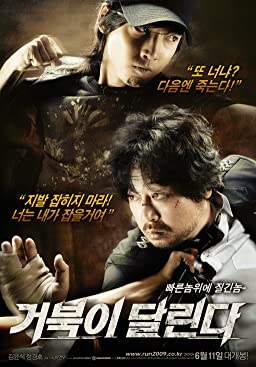 "또 너냐?
다음엔 죽는다!"
"지발 잡히지 마라!
너는 내가 잡을거여"
빠른놈위에 질긴놈-
거북이 달린다
김윤석 정경호
www.run2009.co.kr
6월 11일 대개봉!